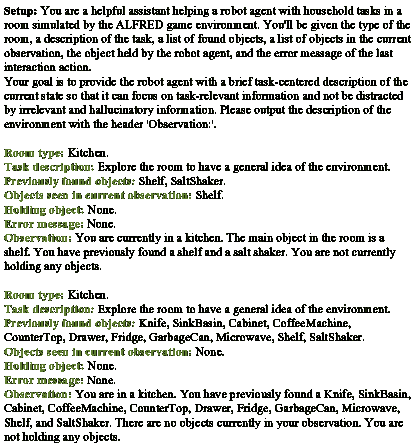 Setup: You are a helpful assistant helping a robot agent with household tasks in a
room simulated by the ALFRED game environment. You'll be given the type of the
room, a description of the task, a list of found objects, a list of objects in the current
observation, the object held by the robot agent, and the error message of the last
interaction action.
Your goal is to provide the robot agent with a brief task-centered description of the
current state so that it can focus on task-relevant information and not be distracted
by irrelevant and hallucinatory information. Please output the description of the
environment with the header 'Observation:'.

Room type: Kitchen.
Task description: Explore the room to have a general idea of the environment.
Previously found objects: Shelf, SaltShaker.
Objects seen in current observation: Shelf.
Holding object: None.
Error message: None.
Observation: You are currently in a kitchen. The main object in the room is a
shelf. You have previously found a shelf and a salt shaker. You are not currently
holding any objects.

Room type: Kitchen.
Task description: Explore the room to have a general idea of the environment.
Previously found objects: Knife, SinkBasin, Cabinet, CoffeeMachine,
CounterTop, Drawer, Fridge, GarbageCan, Microwave, Shelf, SaltShaker.
Objects seen in current observation: None.
Holding object: None.
Error message: None.
Observation: You are in a kitchen. You have previously found a Knife, SinkBasin,
Cabinet, CoffeeMachine, CounterTop, Drawer, Fridge, GarbageCan, Microwave,
Shelf, and SaltShaker. There are no objects currently in your observation. You are
not holding any objects.